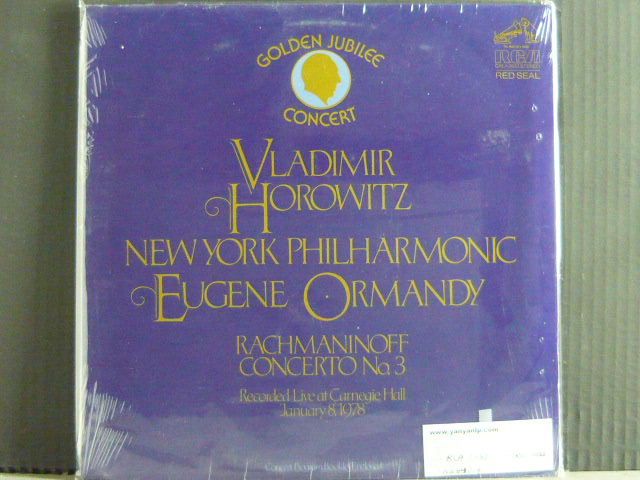 GOLDEN JUBILEE
CONCERT
RCA
RED SEAL
VLADIMIR
HOROWITZ
NEW YORK PHILHARMONIC
EUGENE ORMANDY
RACHMANINOFF
CONCERTO No. 3
Recorded Live at Carnegie Hall
January 8, 1978
www.yanyanlp.com